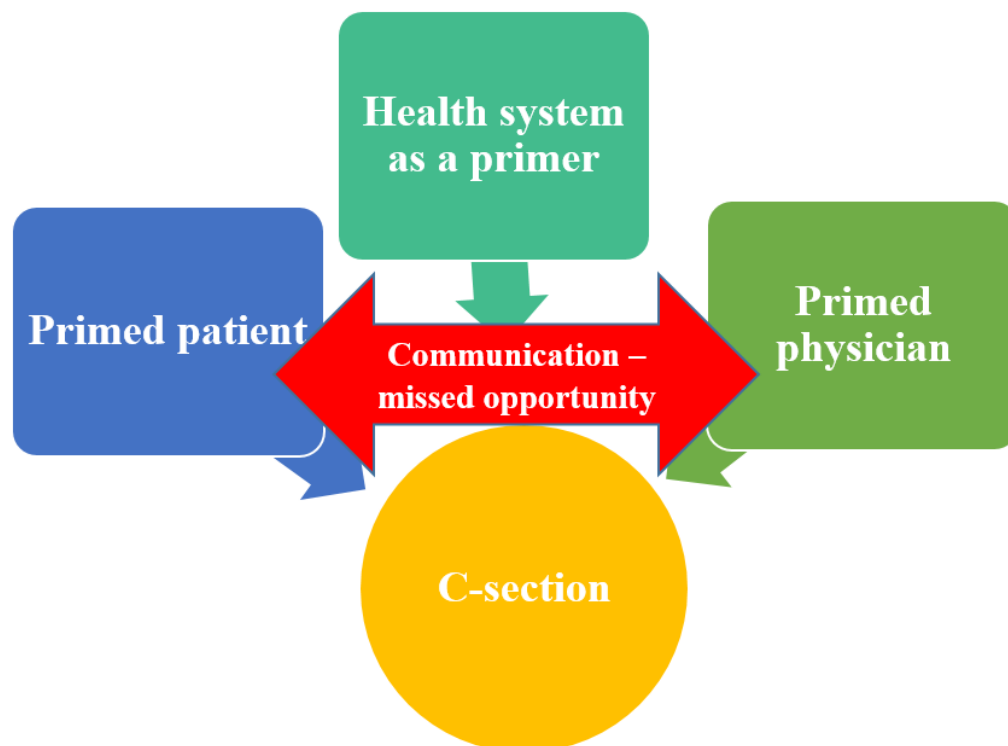 Health system
as a primer
Primed patient
Primed
physician
Communication –
missed opportunity
C-section